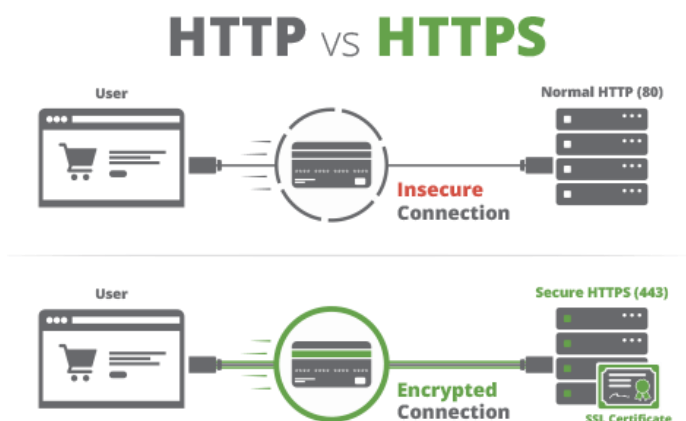 HTTP vs HTTPS
User
Normal HTTP (80)
Insecure
Connection
User
Secure HTTPS (443)
Encrypted
Connection
SSL Certificate